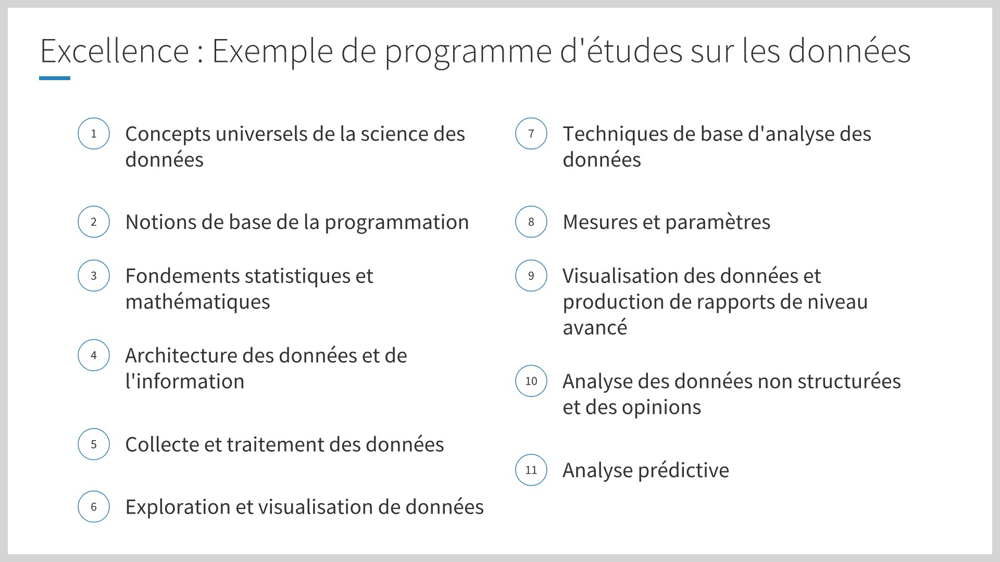 Excellence : Exemple de programme d'études sur les données
1 Concepts universels de la science des
données
2 Notions de base de la programmation
3 Fondements statistiques et
mathématiques
4 Architecture des données et de
l'information
5 Collecte et traitement des données
6 Exploration et visualisation de données
7 Techniques de base d'analyse des
données
8 Mesures et paramètres
9 Visualisation des données et
production de rapports de niveau
avancé
10 Analyse des données non structurées
et des opinions
11 Analyse prédictive